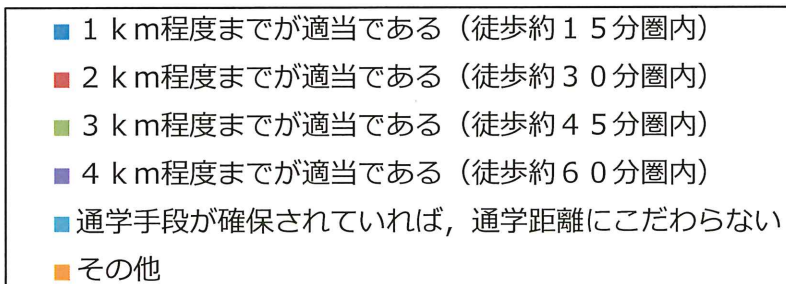 １ｋｍ程度までが適当である（徒歩約１５分圏内）
２ｋｍ程度までが適当である（徒歩約３０分圏内）
３ｋｍ程度までが適当である（徒歩約４５分圏内）
４ｋｍ程度までが適当である（徒歩約６０分圏内）
通学手段が確保されていれば，通学距離にこだわらない
その他